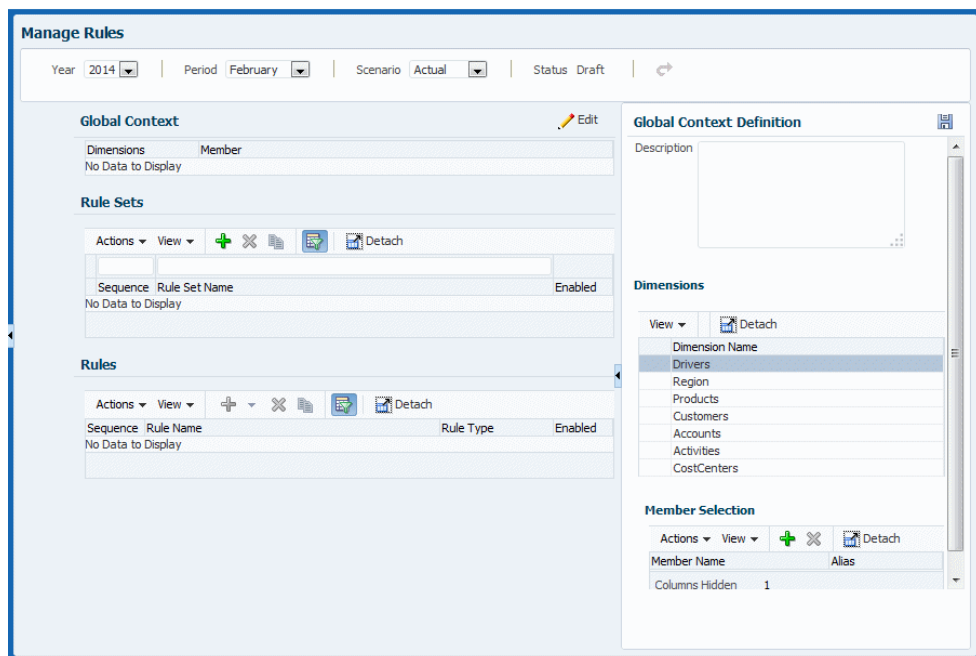 Manage Rules
Year 2014 Period February Scenario Actual Status Draft
Global Context
Edit
Dimensions Member
No Data to Display
Rule Sets
Actions View Detach
Sequence Rule Set Name Enabled
No Data to Display
Rules
Actions View Detach
Sequence Rule Name Rule Type Enabled
No Data to Display
Global Context Definition
Description
Dimensions
View Detach
Dimension Name
Drivers
Region
Products
Customers
Accounts
Activities
CostCenters
Member Selection
Actions View Detach
Member Name Alias
Columns Hidden 1